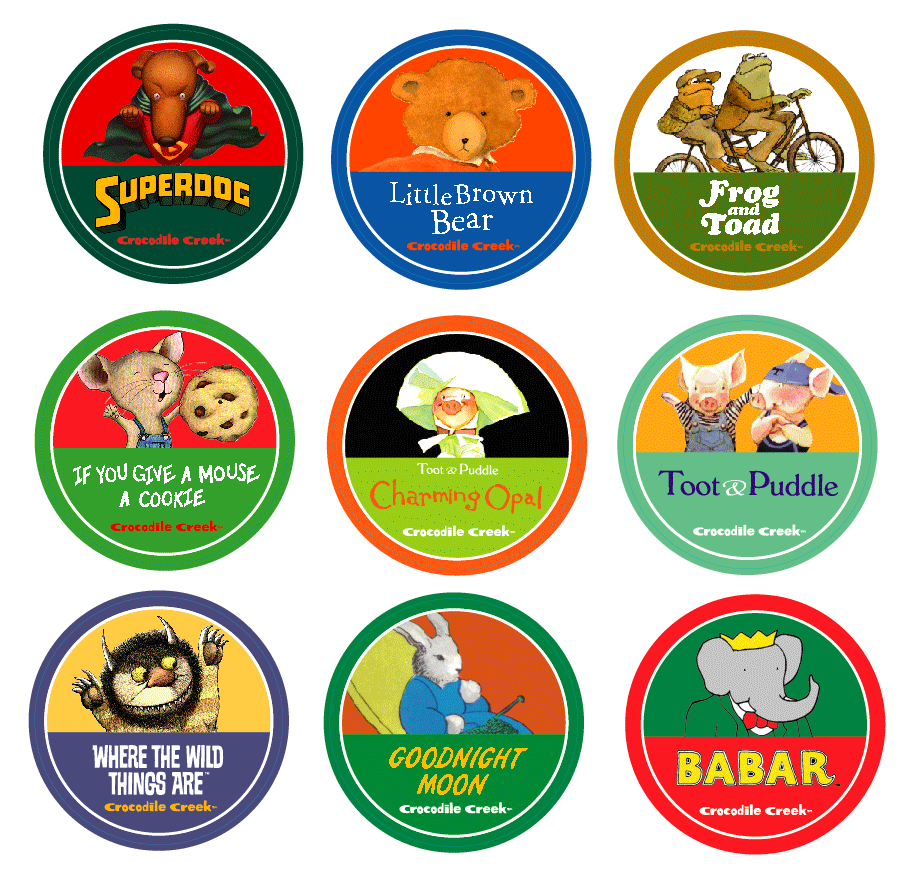 SUPERDOG
Crocodile Creek™
Little Brown
Bear
Crocodile Creek™
Frog
and
Toad
Crocodile Creek™
IF YOU GIVE A MOUSE
A COOKIE
Crocodile Creek™
Toot & Puddle
Charming Opal
Crocodile Creek™
Toot & Puddle
Crocodile Creek™
WHERE THE WILD
THINGS ARE™
Crocodile Creek™
GOODNIGHT
MOON
Crocodile Creek™
BABAR
Crocodile Creek™